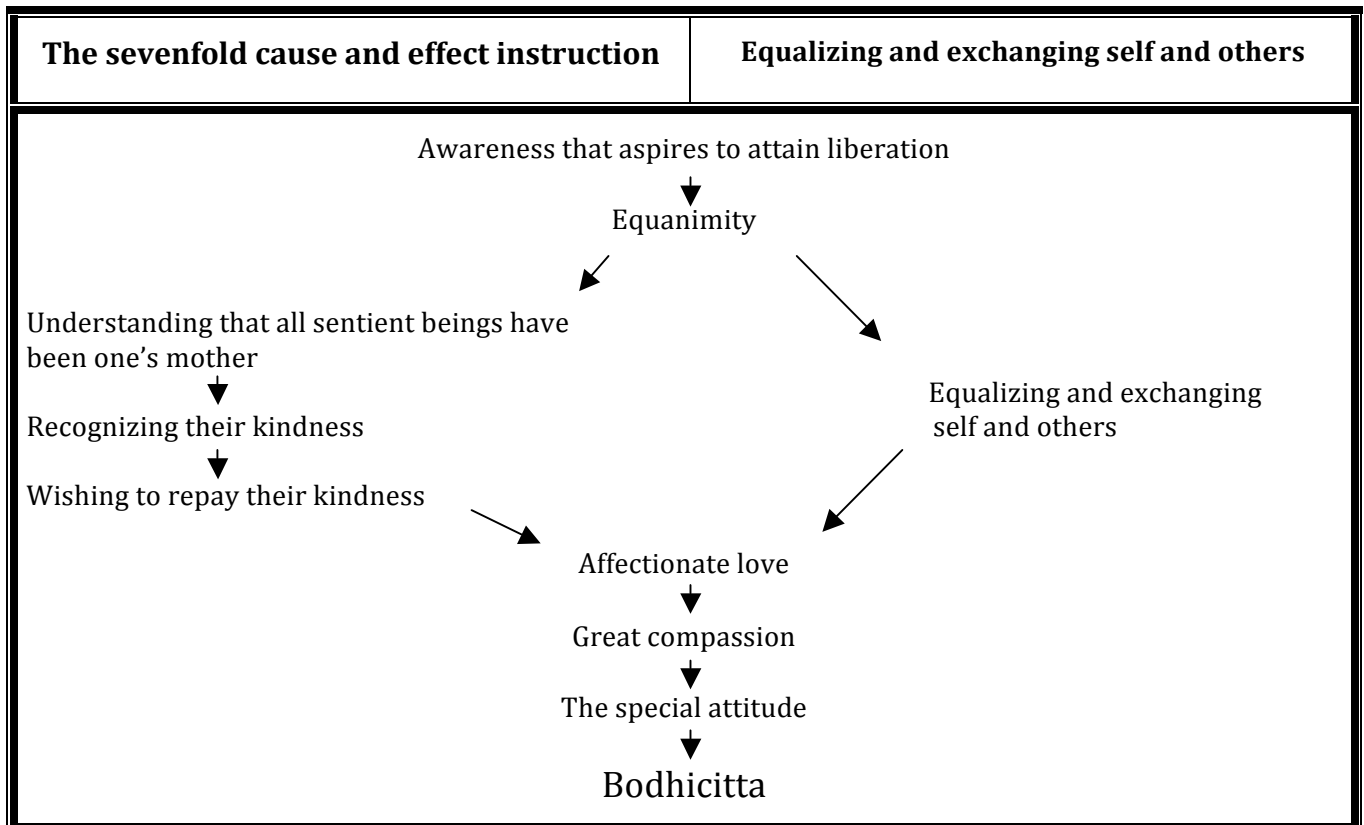 The sevenfold cause and effect instruction
Equalizing and exchanging self and others
Awareness that aspires to attain liberation
Equanimity
Understanding that all sentient beings have
been one’s mother
Recognizing their kindness
Wishing to repay their kindness
Equalizing and exchanging
self and others
Affectionate love
Great compassion
The special attitude
Bodhicitta